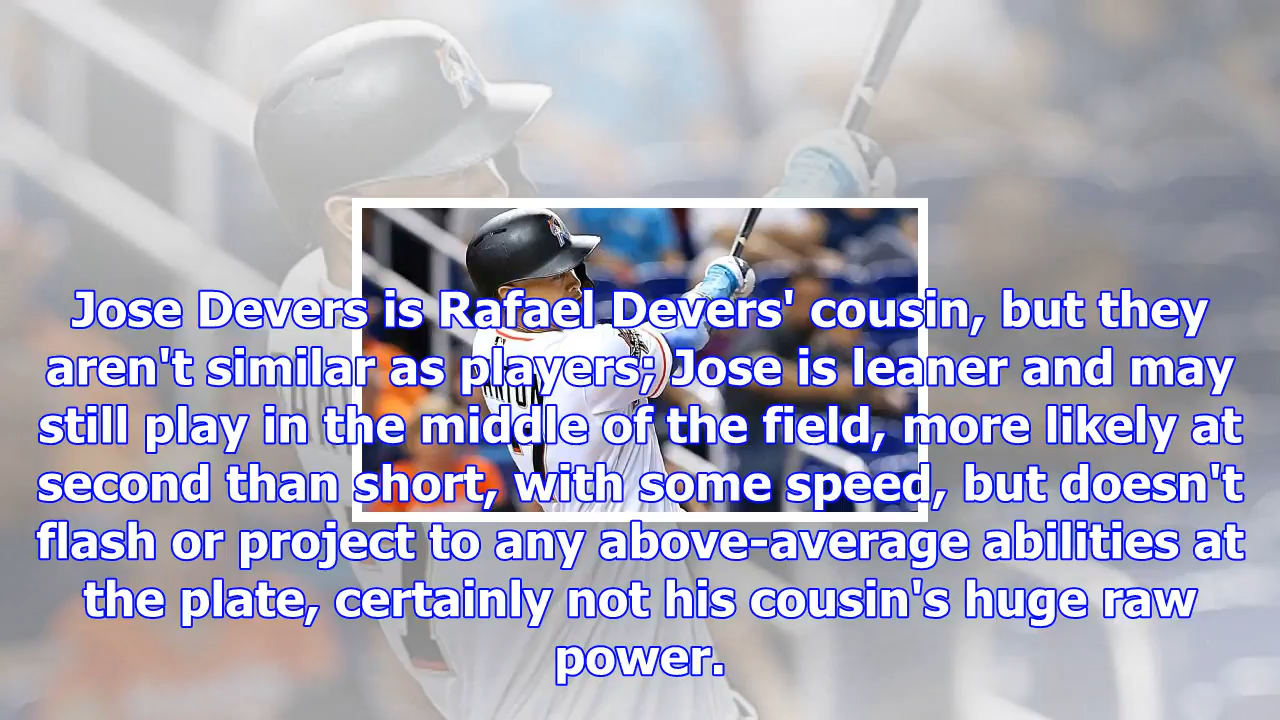 Jose Devers is Rafael Devers' cousin, but they
aren't similar as players; Jose is leaner and may
still play in the middle of the field, more likely at
second than short, with some speed, but doesn't
flash or project to any above-average abilities at
the plate, certainly not his cousin's huge raw
power.